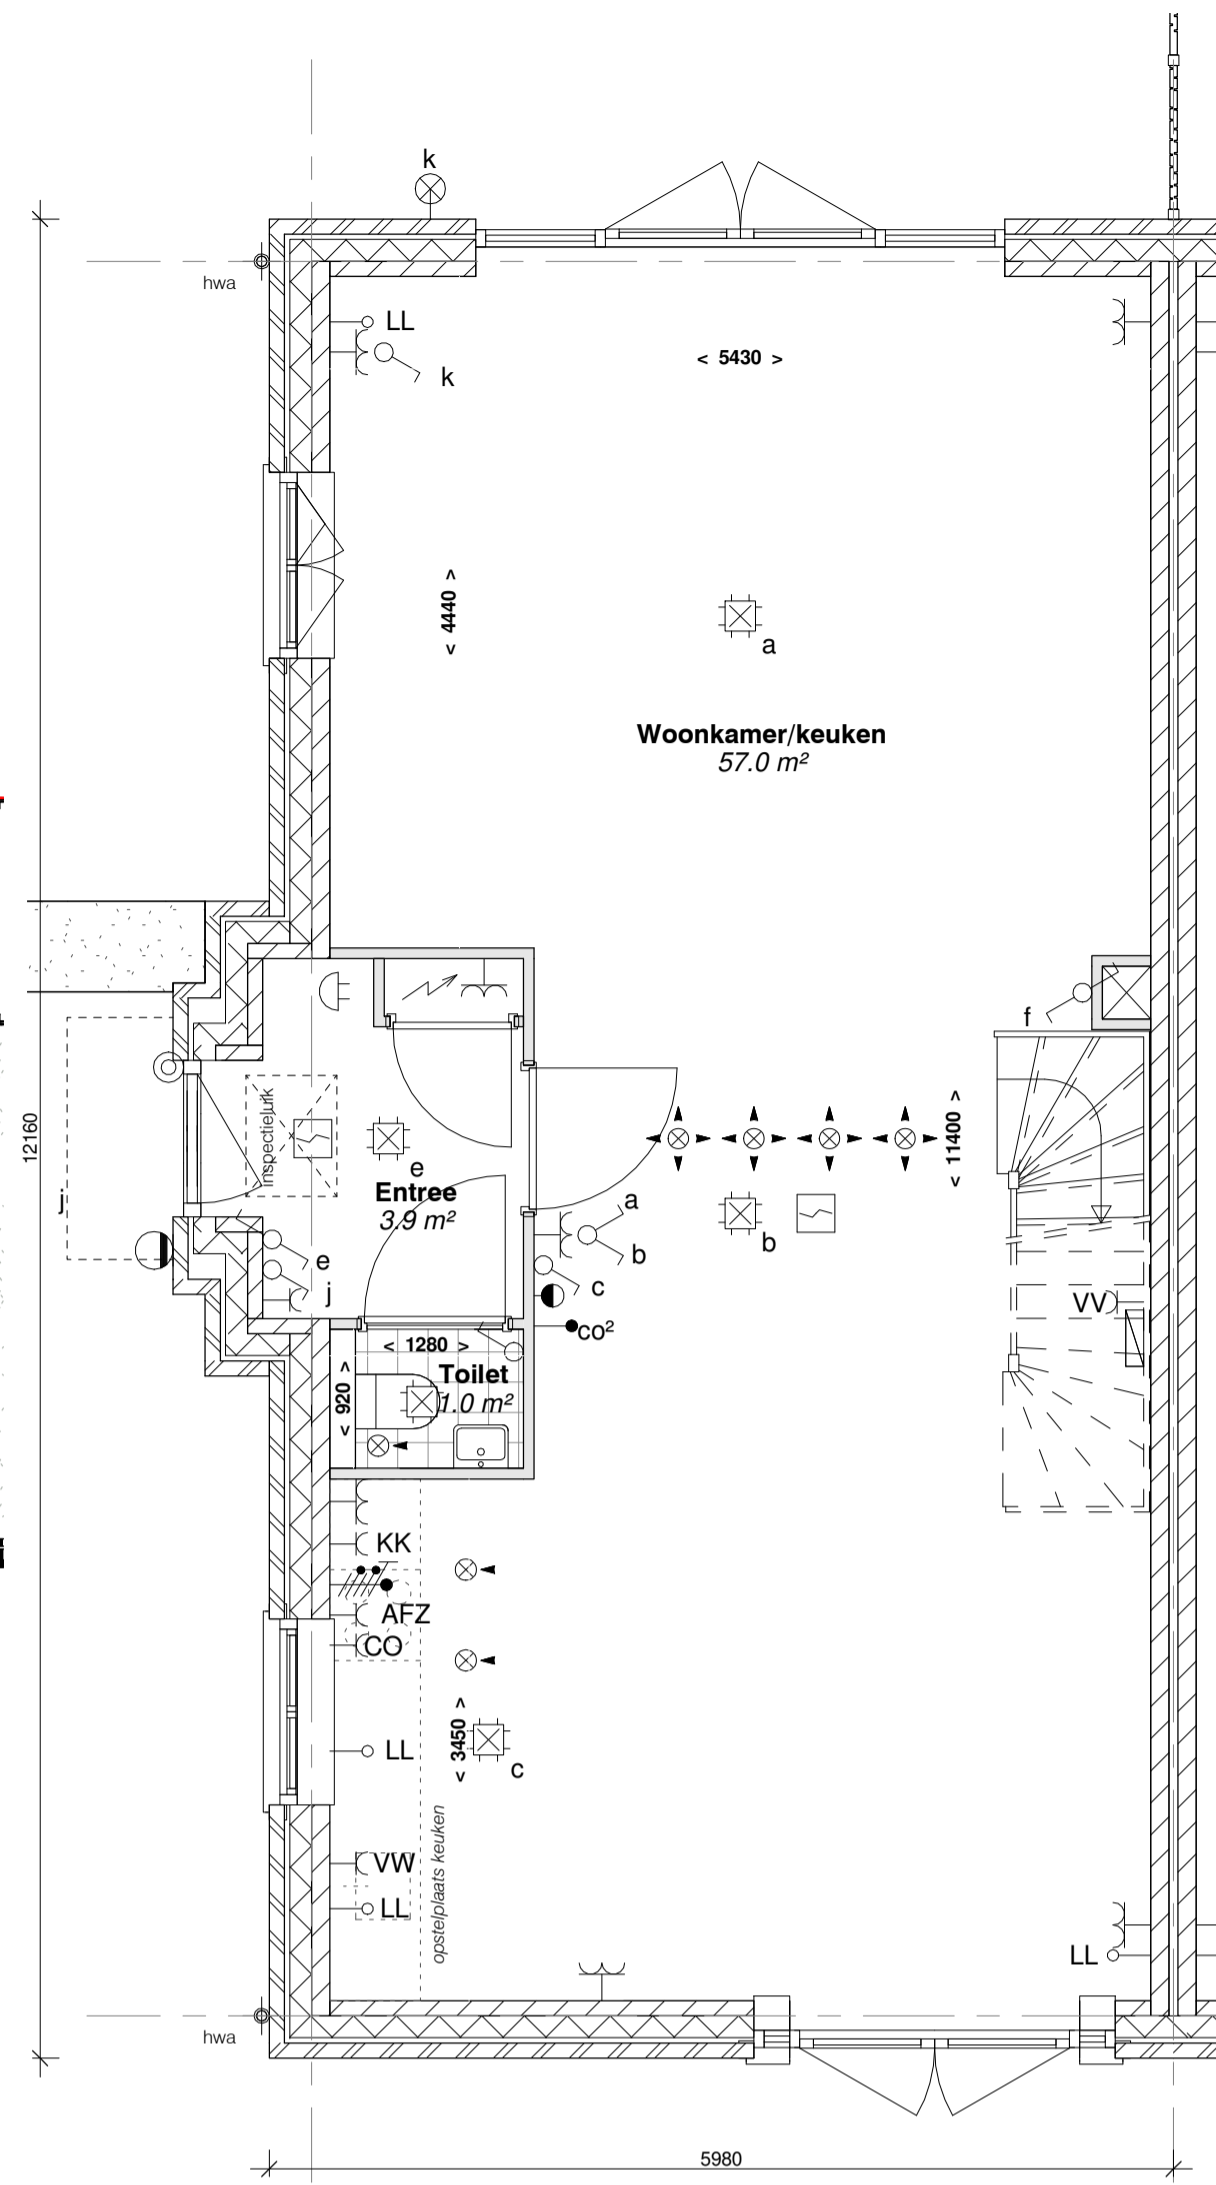 k
hwa
LL
k
< 5430 >
< 4440 >
a
Woonkamer/keuken
57.0 m²
f
12160
inspectieluik
e
Entree
3.9 m²
< 11400 >
j
a
b
b
e
c
j
VV
co²
< 1280 >
Toilet
1.0 m²
< 920 >
KK
AFZ
CO
< 3450 >
LL
c
opstelplaats keuken
VW
LL
LL
hwa
5980